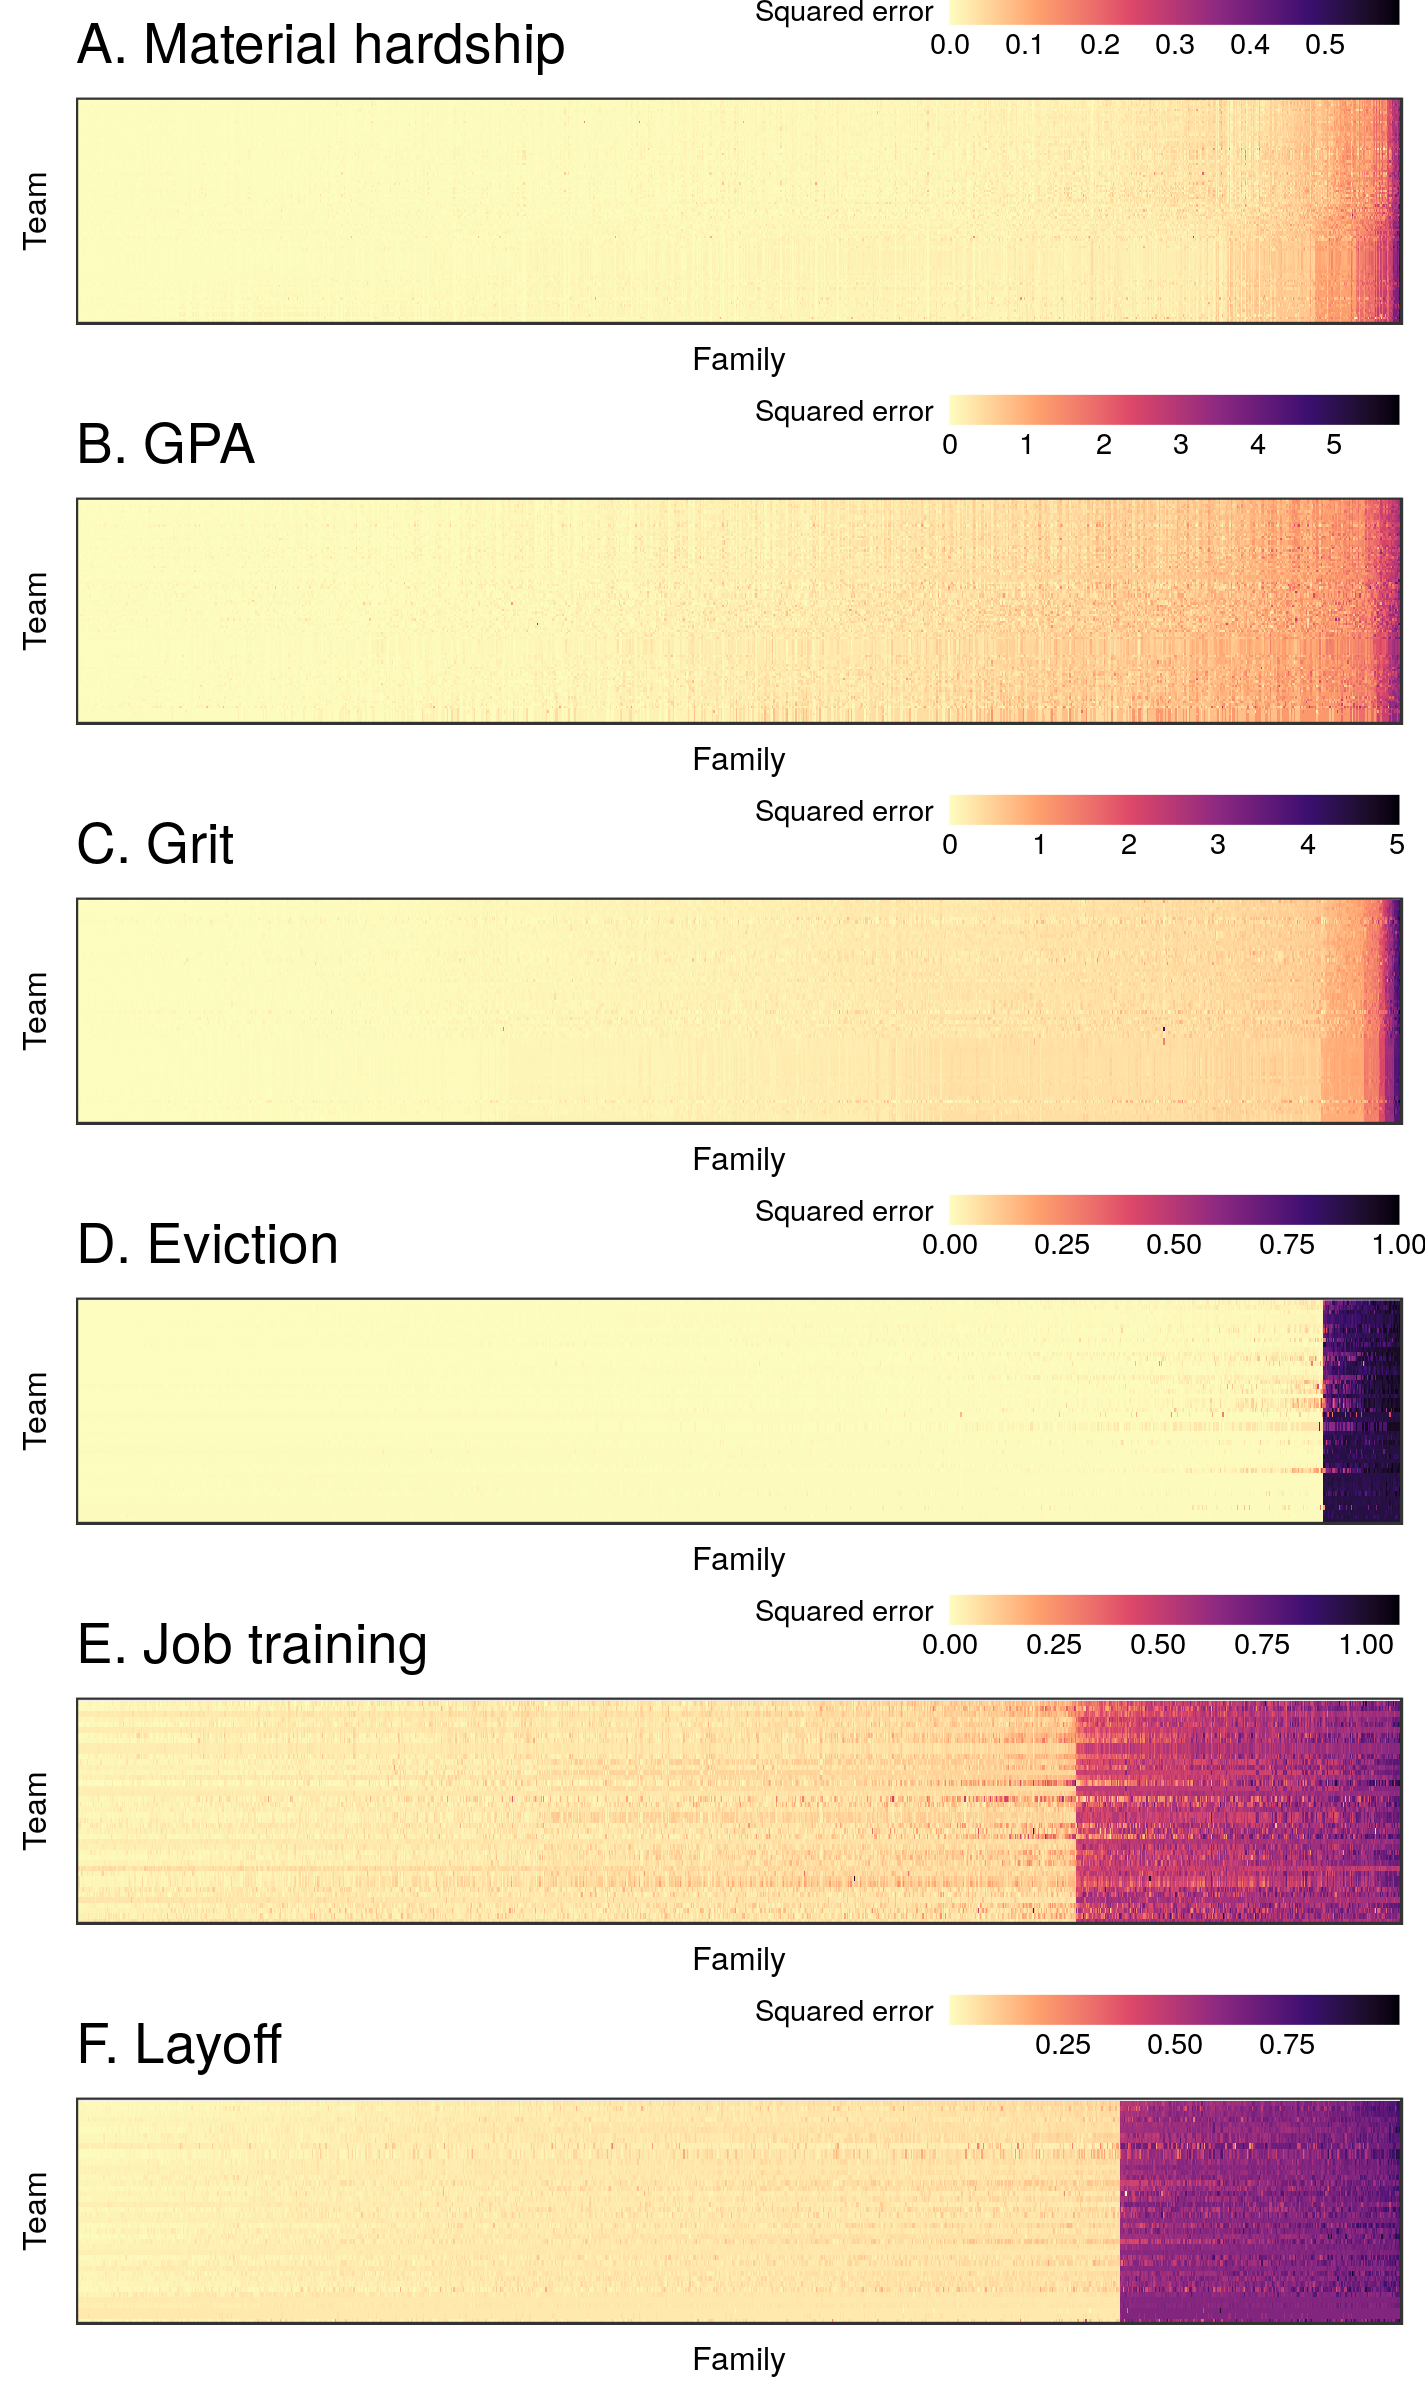 Squared error
0.0 0.1 0.2 0.3 0.4 0.5
A. Material hardship
Team
Family
Squared error
0 1 2 3 4 5
B. GPA
Team
Family
Squared error
0 1 2 3 4 5
C. Grit
Team
Family
Squared error
0.00 0.25 0.50 0.75 1.00
D. Eviction
Team
Family
Squared error
0.00 0.25 0.50 0.75 1.00
E. Job training
Team
Family
Squared error
0.25 0.50 0.75
F. Layoff
Team
Family